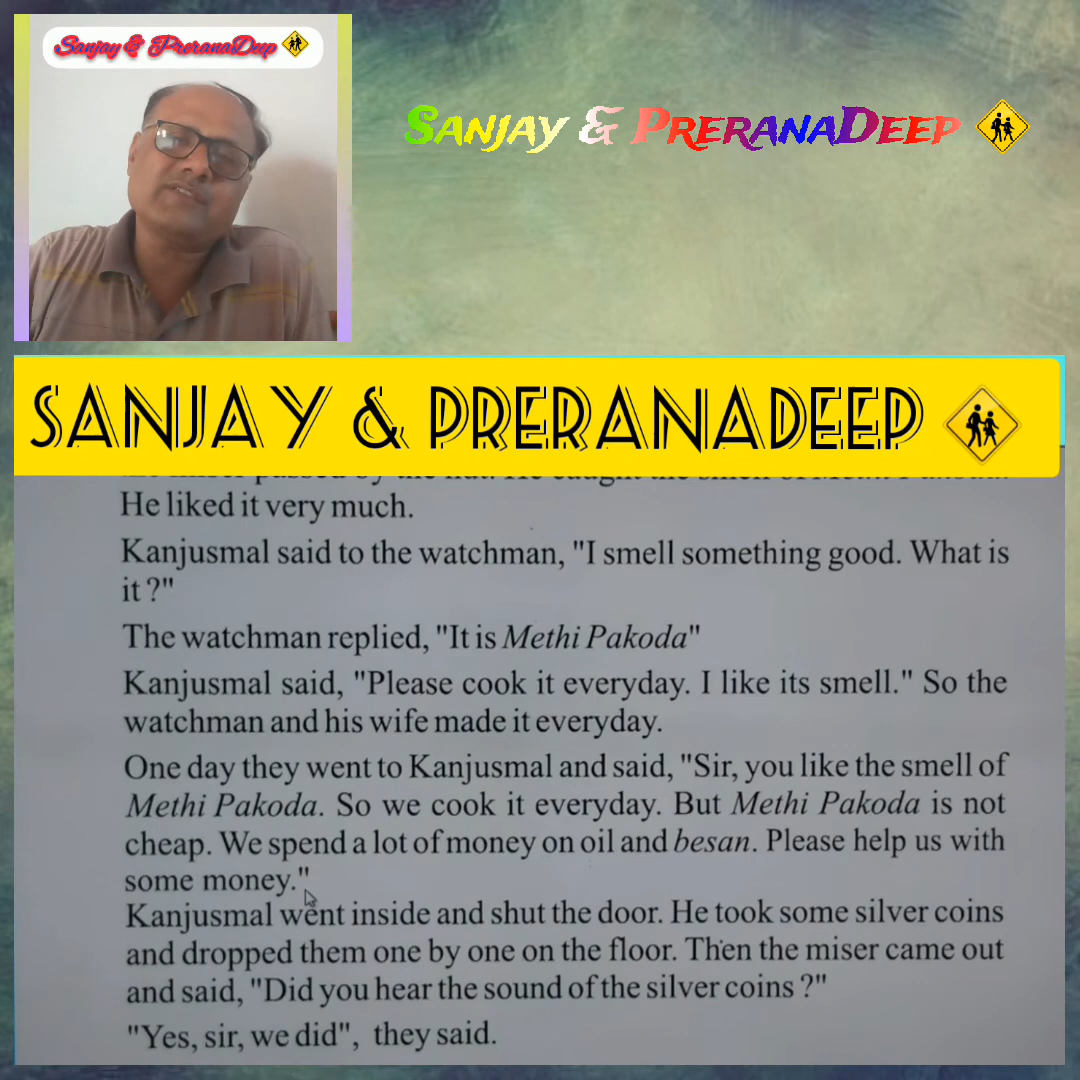 Sanjay & PreranaDeep
Sanjay & PreranaDeep
SANJAY & PRERANADEEP
He liked it very much.
Kanjusmal said to the watchman, "I smell something good. What is
it ?"
The watchman replied, "It is Methi Pakoda"
Kanjusmal said, "Please cook it everyday. I like its smell." So the
watchman and his wife made it everyday.
One day they went to Kanjusmal and said, "Sir, you like the smell of
Methi Pakoda. So we cook it everyday. But Methi Pakoda is not
cheap. We spend a lot of money on oil and besan. Please help us with
some money."
Kanjusmal went inside and shut the door. He took some silver coins
and dropped them one by one on the floor. Then the miser came out
and said, "Did you hear the sound of the silver coins ?"
"Yes, sir, we did", they said.